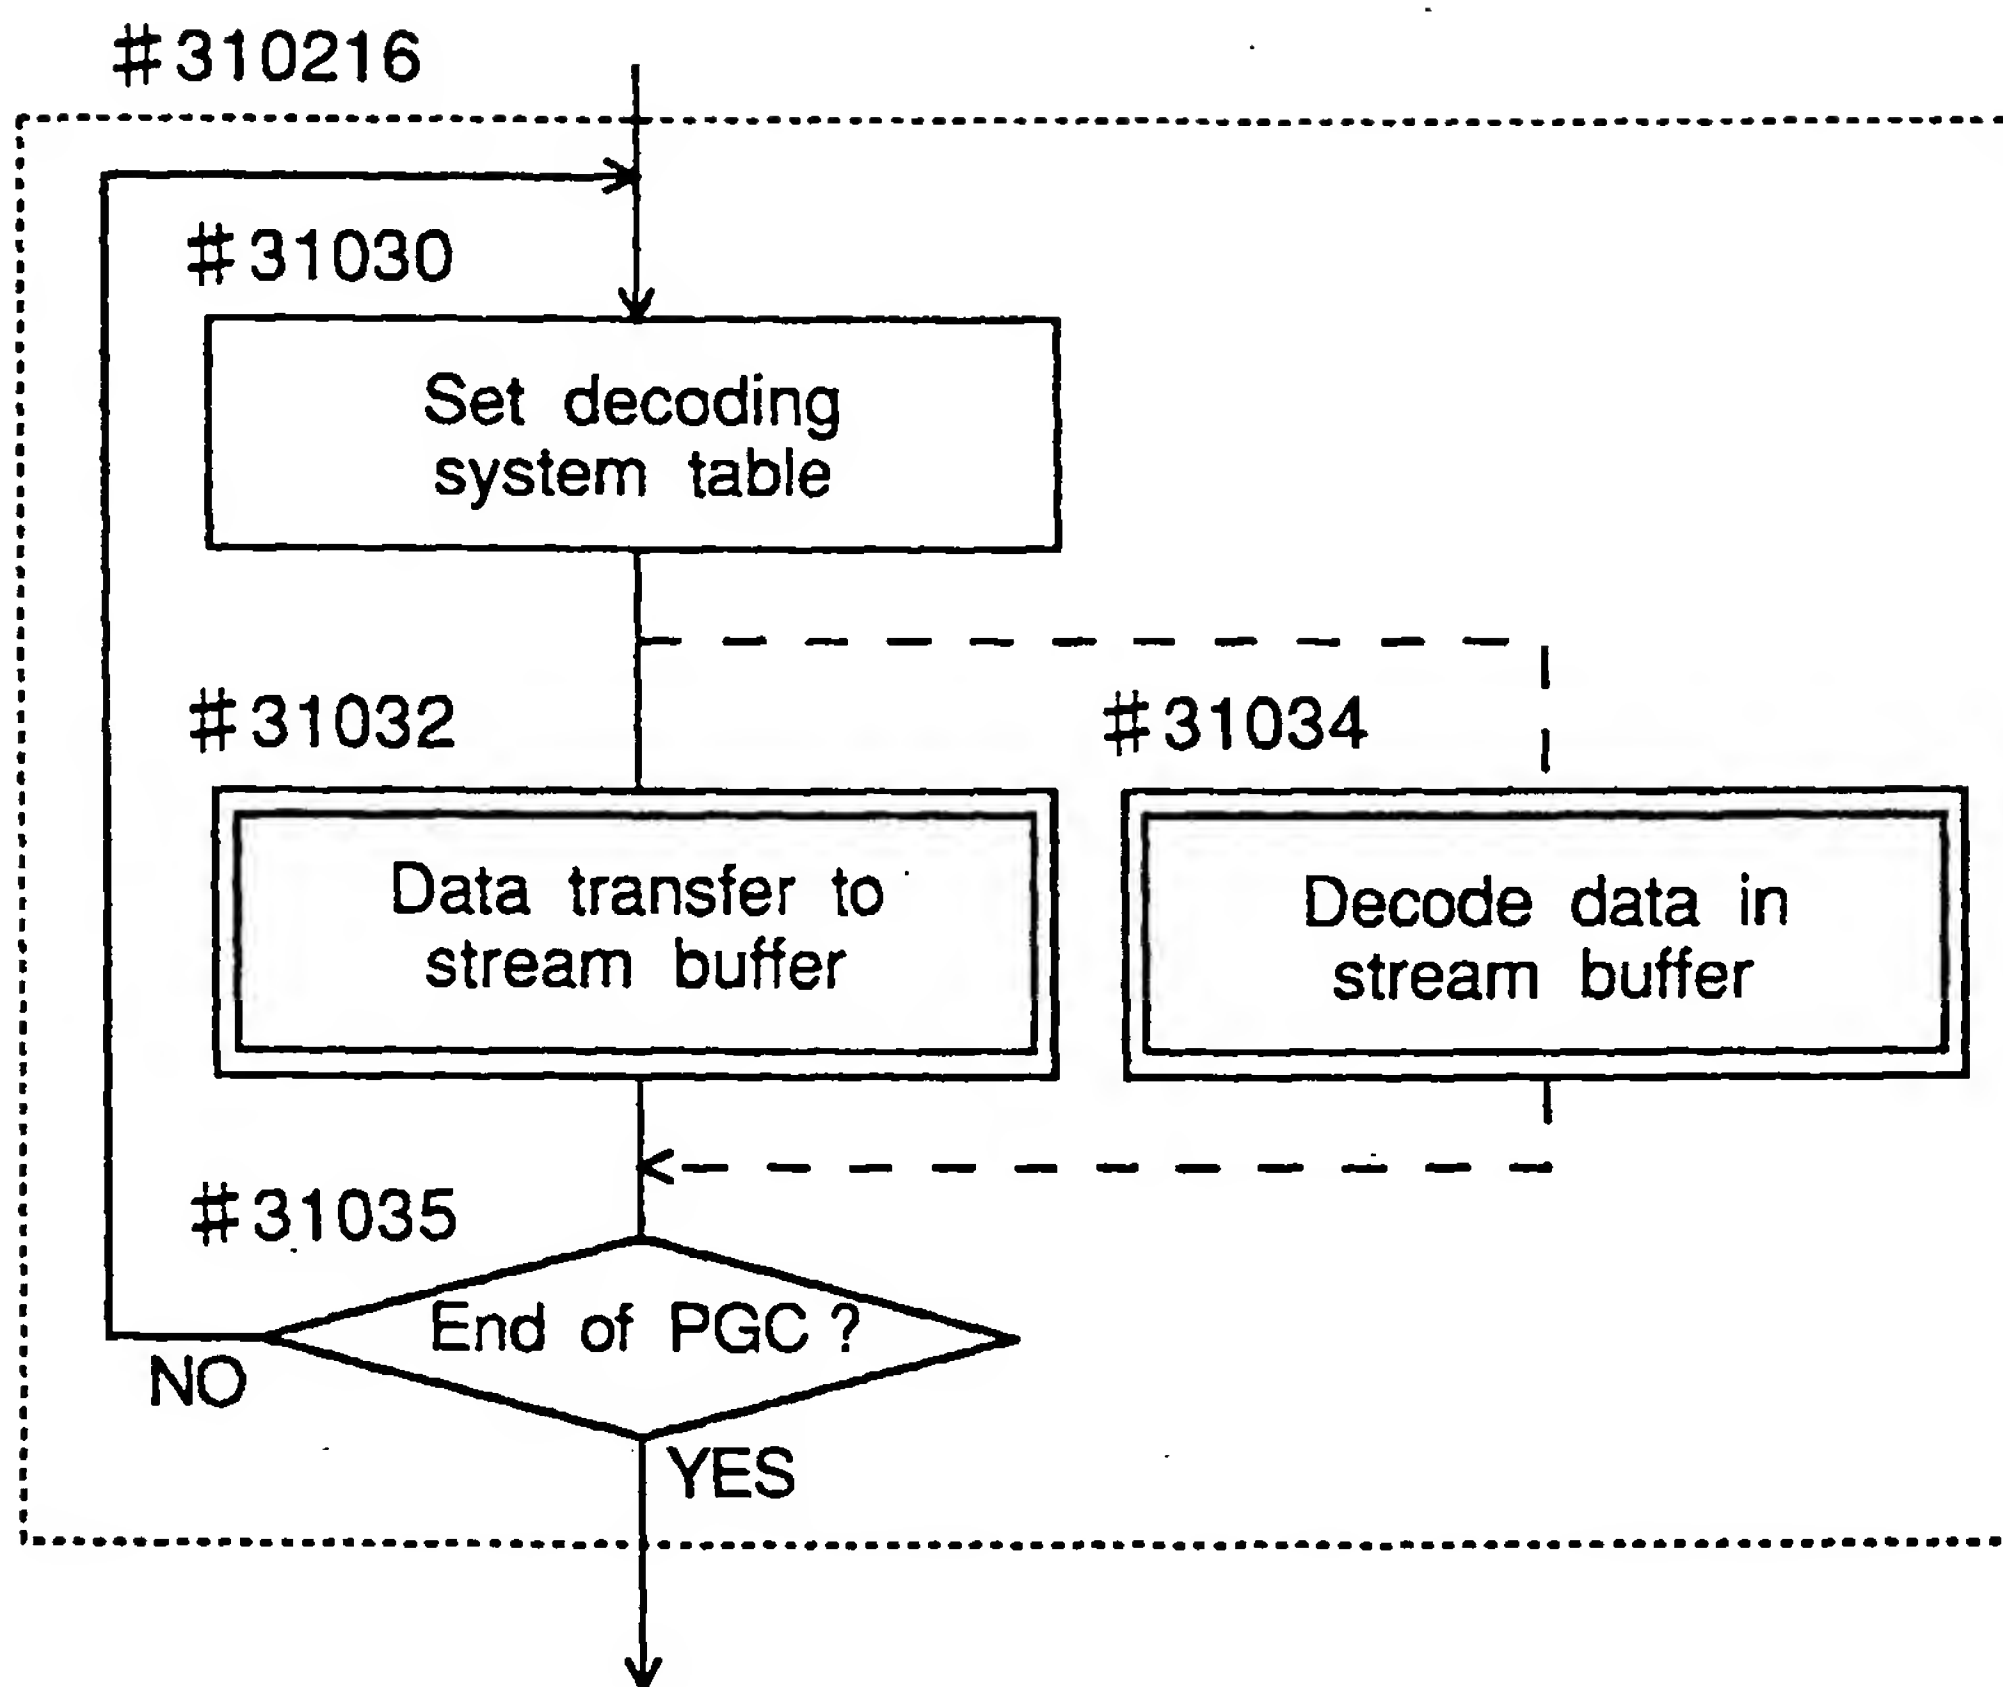 #310216
#31030
Set decoding
system table
#31032
#31034
Data transfer to
stream buffer
Decode data in
stream buffer
#31035
End of PGC ?
NO
YES